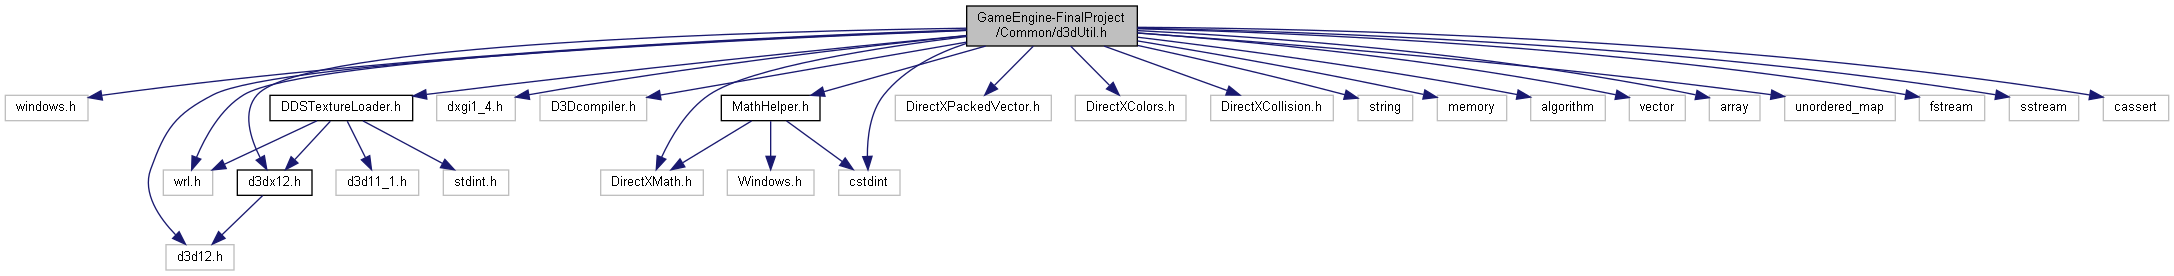 GameEngine-FinalProject
/Common/d3dUtil.h
windows.h
DDSTextureLoader.h
dxgi1_4.h
D3Dcompiler.h
MathHelper.h
DirectXPackedVector.h
DirectXColors.h
DirectXCollision.h
string
memory
algorithm
vector
array
unordered_map
fstream
sstream
cassert
wrl.h
d3dx12.h
d3d11_1.h
stdint.h
DirectXMath.h
Windows.h
cstdint
d3d12.h